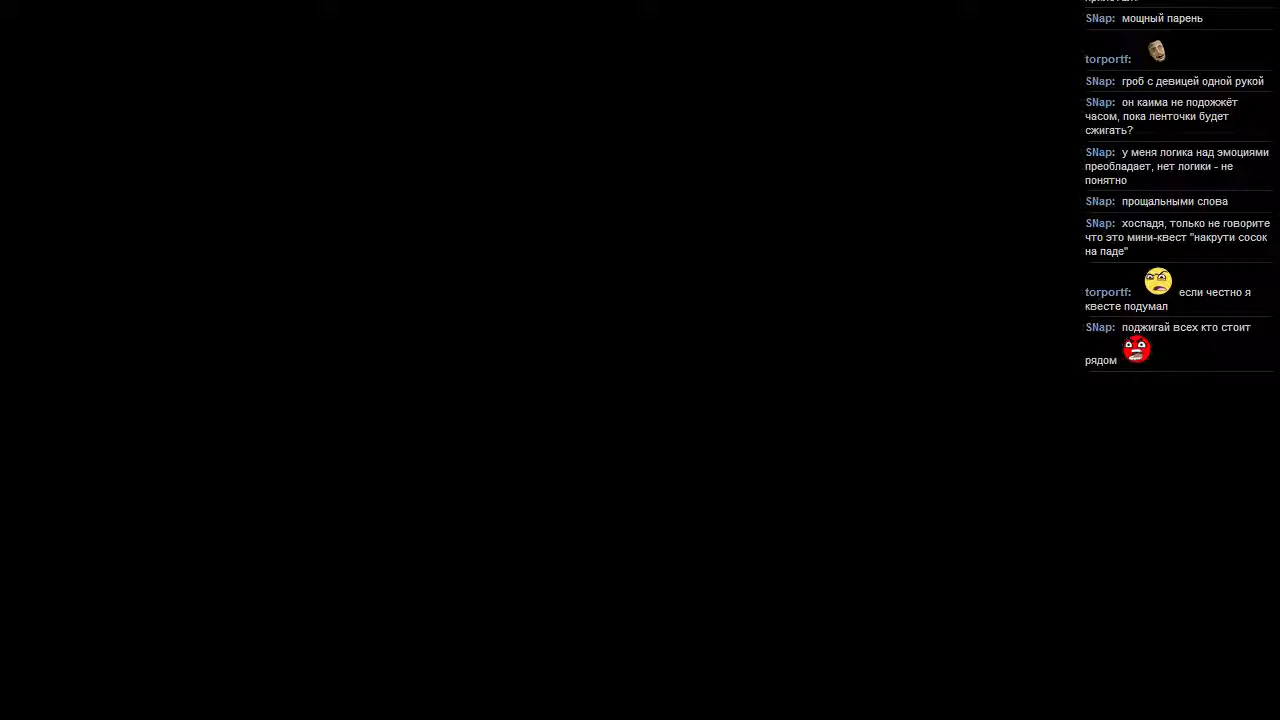 SNap: мощный парень
torportf:
SNap: гроб с девицей одной рукой
SNap: он каима не подожжёт
часом, пока ленточки будет
сжигать?
SNap: у меня логика над эмоциями
преобладает, нет логики - не
понятно
SNap: прощальными слова
SNap: хоспадя, только не говорите
что это мини-квест "накрути сосок
на паде"
torportf: если честно я
квесте подумал
SNap: поджигай всех кто стоит
рядом